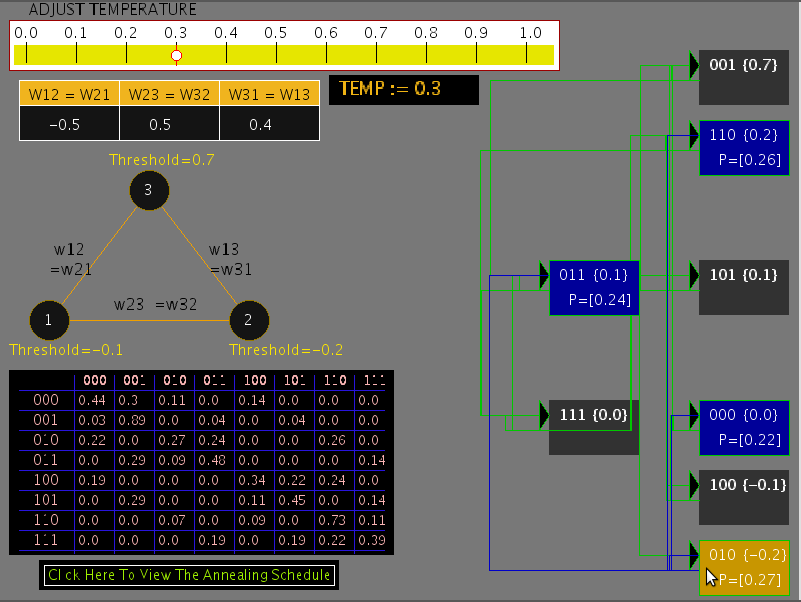 ADJUST TEMPERATURE
0.0 0.1 0.2 0.3 0.4 0.5 0.6 0.7 0.8 0.9 1.0
W12 = W21 W23 = W32 W31 = W13
-0.5 0.5 0.4
TEMP := 0.3
Threshold=0.7
3
w12
=w21
w13
=w31
w23 =w32
1
2
Threshold=-0.1
Threshold=-0.2
000 001 010 011 100 101 110 111
000 0.44 0.3 0.11 0.0 0.14 0.0 0.0 0.0
001 0.03 0.89 0.0 0.04 0.0 0.04 0.0 0.0
010 0.22 0.0 0.27 0.24 0.0 0.0 0.26 0.0
011 0.0 0.29 0.09 0.48 0.0 0.0 0.0 0.14
100 0.19 0.0 0.0 0.0 0.34 0.22 0.24 0.0
101 0.0 0.29 0.0 0.0 0.11 0.45 0.0 0.14
110 0.0 0.0 0.07 0.0 0.09 0.0 0.73 0.11
111 0.0 0.0 0.0 0.19 0.0 0.19 0.22 0.39
Click Here To View The Annealing Schedule
001 {0.7}
110 {0.2}
P=[0.26]
011 {0.1}
P=[0.24]
101 {0.1}
111 {0.0}
000 {0.0}
P=[0.22]
100 {-0.1}
010 {-0.2}
P=[0.27]